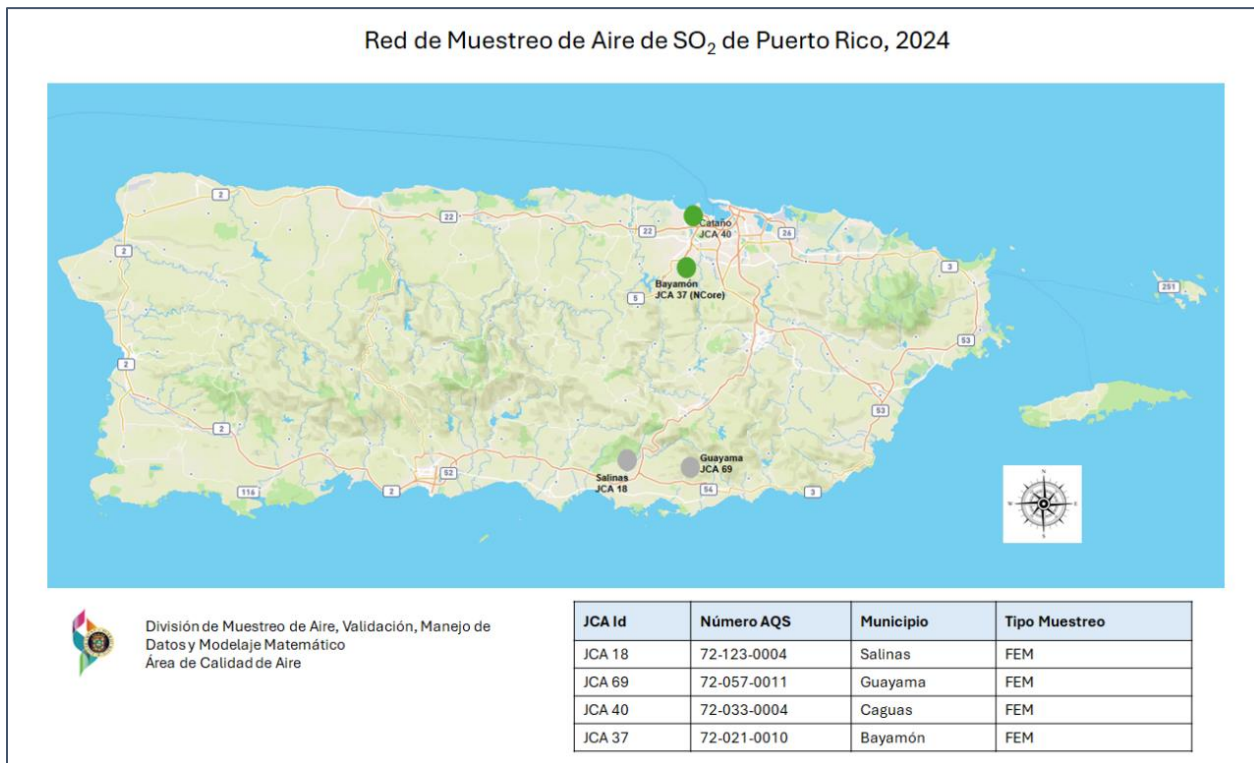 Red de Muestreo de Aire de SO₂ de Puerto Rico, 2024
2
22
2
22
Cataño
JCA 40
26
Bayamón
JCA 37 (NCore)
5
3
251
53
2
53
2
52
116
2
Salinas
JCA 18
Guayama
JCA 69
54
3
N
W
E
S
División de Muestreo de Aire, Validación, Manejo de
Datos y Modelaje Matemático
Área de Calidad de Aire
JCA Id Número AQS Municipio Tipo Muestreo
JCA 18 72-123-0004 Salinas FEM
JCA 69 72-057-0011 Guayama FEM
JCA 40 72-033-0004 Caguas FEM
JCA 37 72-021-0010 Bayamón FEM